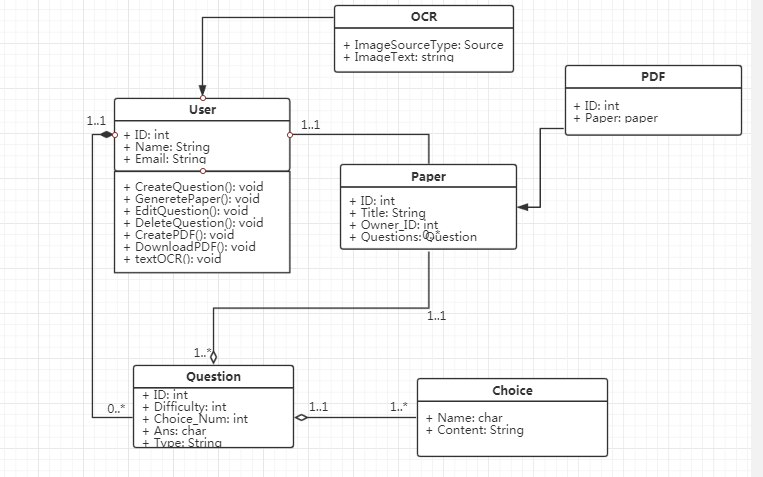 OCR
+ ImageSourceType: Source
+ ImageText: string
PDF
+ ID: int
+ Paper: paper
User
1..1
+ ID: int
+ Name: String
+ Email: String
1..1
+ CreateQuestion(): void
+ GeneretePaper(): void
+ EditQuestion(): void
+ DeleteQuestion(): void
+ CreatePDF(): void
+ DownloadPDF(): void
+ textOCR(): void
Paper
+ ID: int
+ Title: String
+ Owner_ID: int
+ Questions: Question
0..*
1..1
1..*
Question
+ ID: int
+ Difficulty: int
+ Choice_Num: int
+ Ans: char
+ Type: String
0..*
1..1
1..*
Choice
+ Name: char
+ Content: String